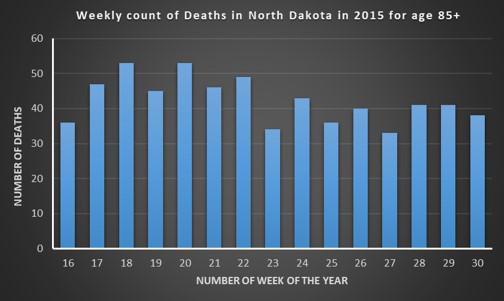 Weekly count of Deaths in North Dakota in 2015 for age 85+
60
50
40
30
20
10
0
NUMBER OF DEATHS
16 17 18 19 20 21 22 23 24 25 26 27 28 29 30
NUMBER OF WEEK OF THE YEAR